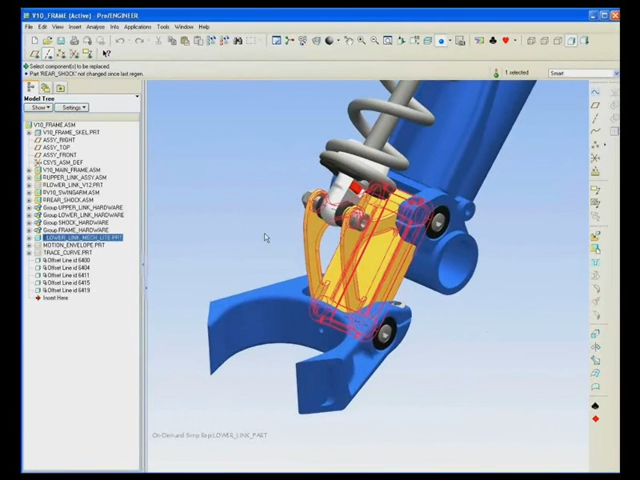 V10_FRAME (Active) - Pro/ENGINEER
File Edit View Insert Analysis Info Applications Tools Window Help
Select component(s) to be replaced.
Part 'REAR_SHOCK' not changed since last regen.
1 selected
Smart
Model Tree
Show Settings
V10_FRAME.ASM
V10_FRAME_SKEL.PRT
ASSY_RIGHT
ASSY_TOP
ASSY_FRONT
CSYS_ASM_DEF
V10_MAIN_FRAME.ASM
UPPER_LINK_ASSY.ASM
LOWER_LINK_V12.PRT
V10_SWINGARM.ASM
REAR_SHOCK.ASM
Group UPPER_LINK_HARDWARE
Group LOWER_LINK_HARDWARE
Group SHOCK_HARDWARE
Group FRAME_HARDWARE
LOWER_LINK_MECH_LITE.PRT
MOTION_ENVELOPE.PRT
TRACE_CURVE.PRT
Offset Line id 6400
Offset Line id 6404
Offset Line id 6411
Offset Line id 6415
Offset Line id 6419
Insert Here
On-Demand Simp Rep:LOWER_LINK_PART